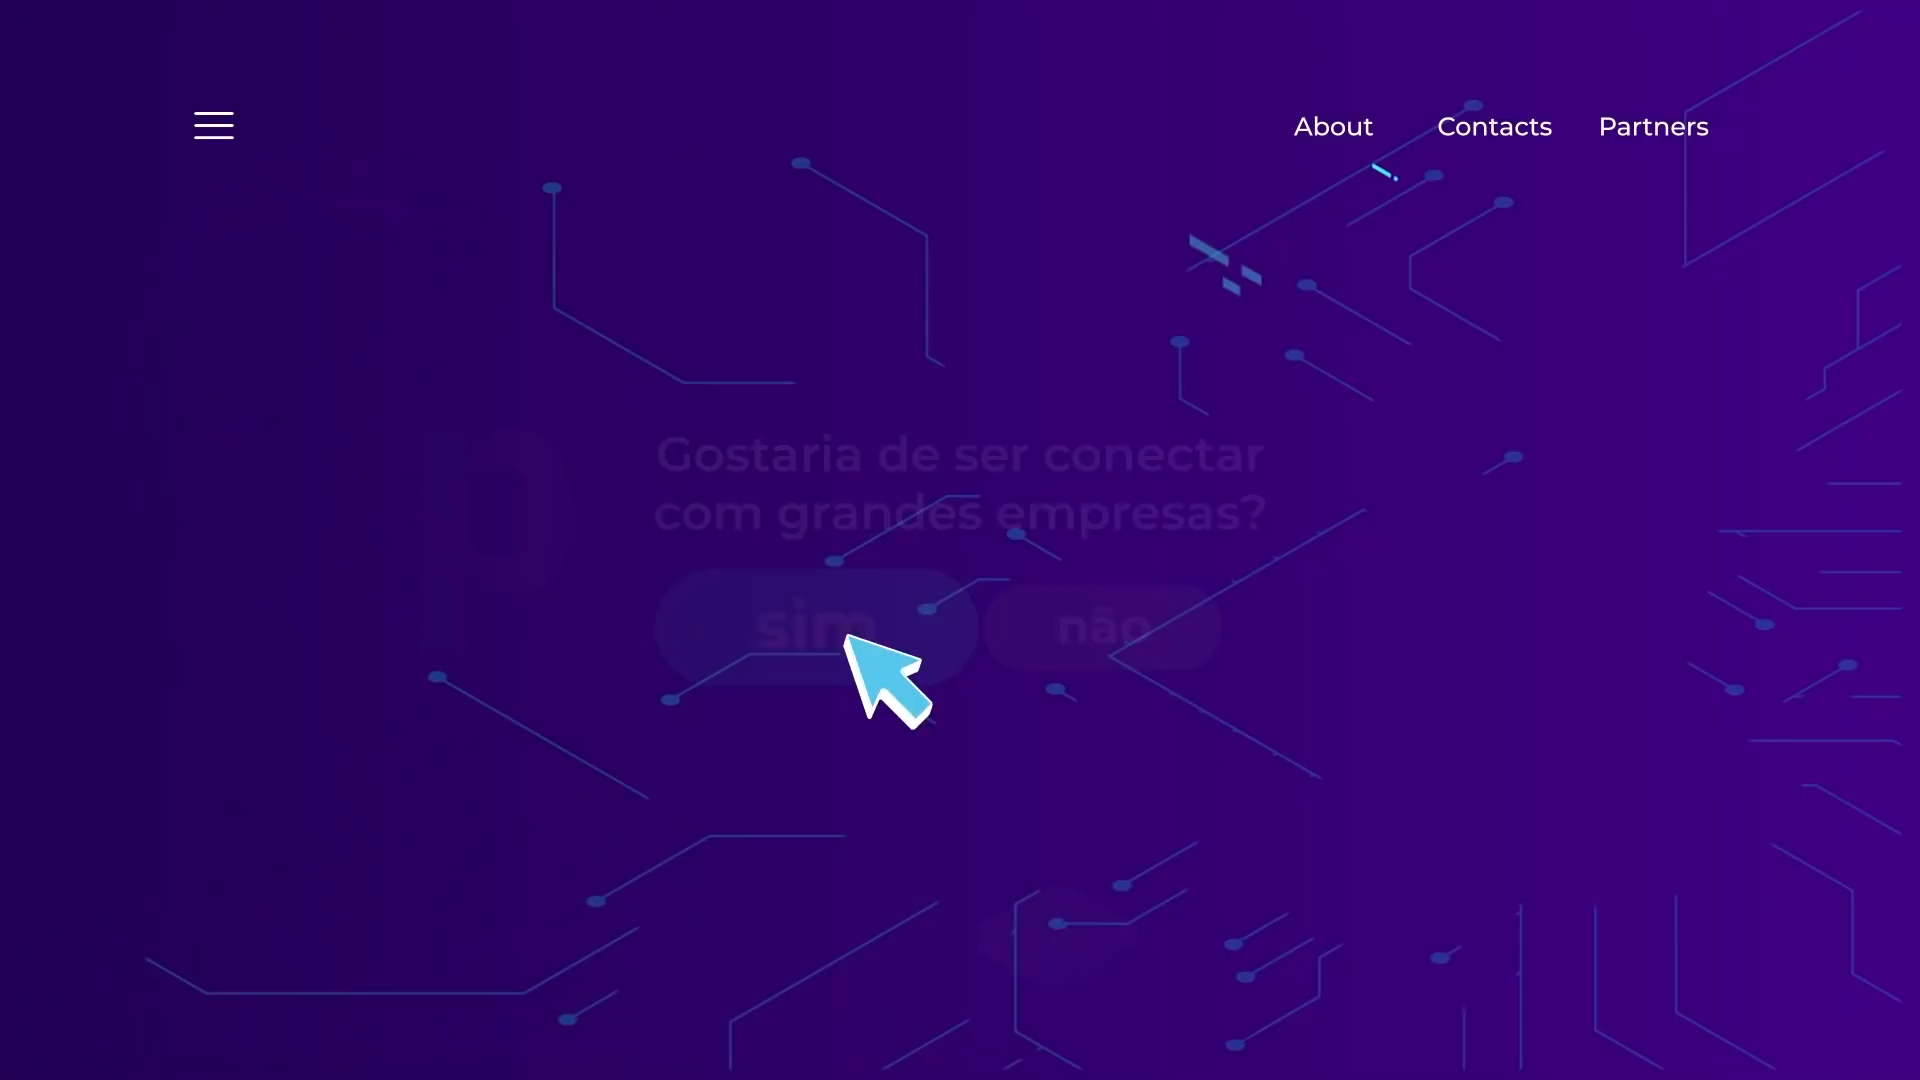 About Contacts Partners
p
Gostaria de ser conectar
com grandes empresas?
sim não